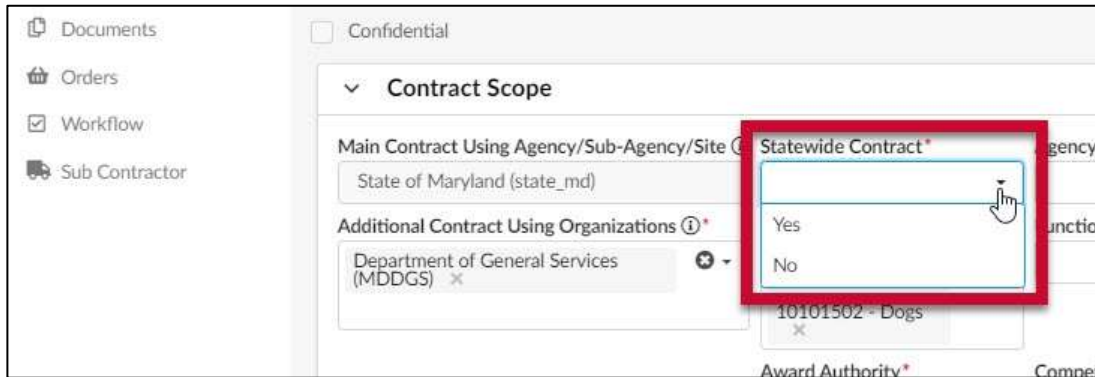 Documents
Confidential
Orders
Contract Scope
Workflow
Main Contract Using Agency/Sub-Agency/Site
Statewide Contract*
Sub Contractor
State of Maryland (state_md)
Additional Contract Using Organizations ⓘ*
Yes
Department of General Services
(MDDGS) ×
No
10101502 - Dogs
×
Award Authority*